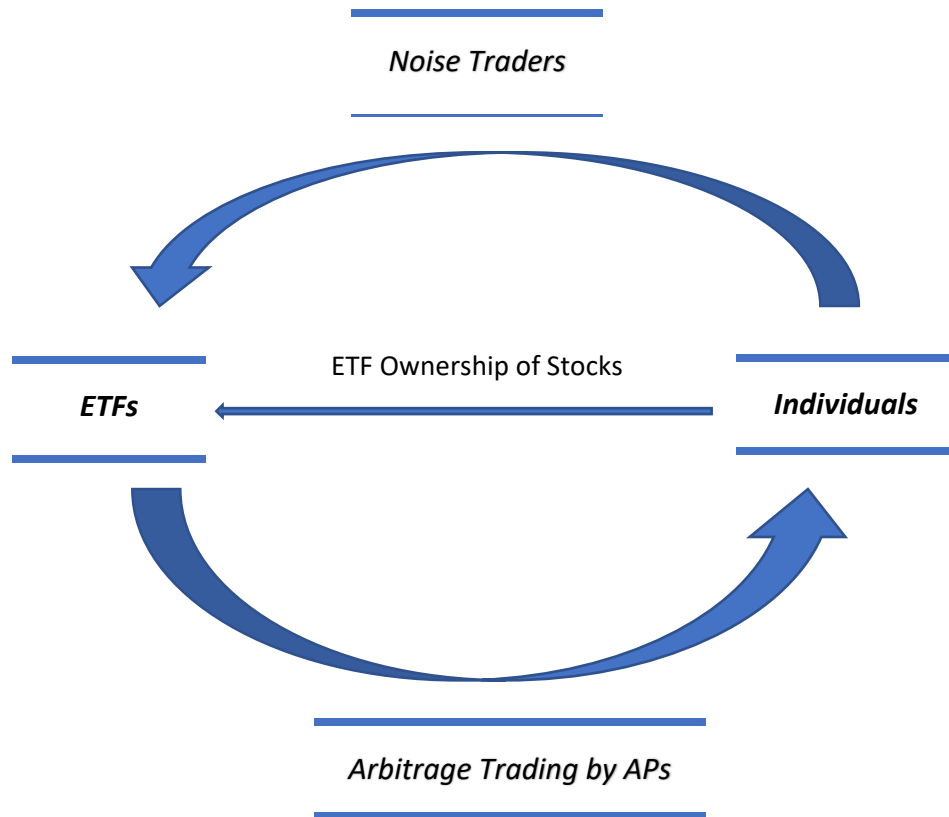 Noise Traders
ETF Ownership of Stocks
ETFs
Individuals
Arbitrage Trading by APs